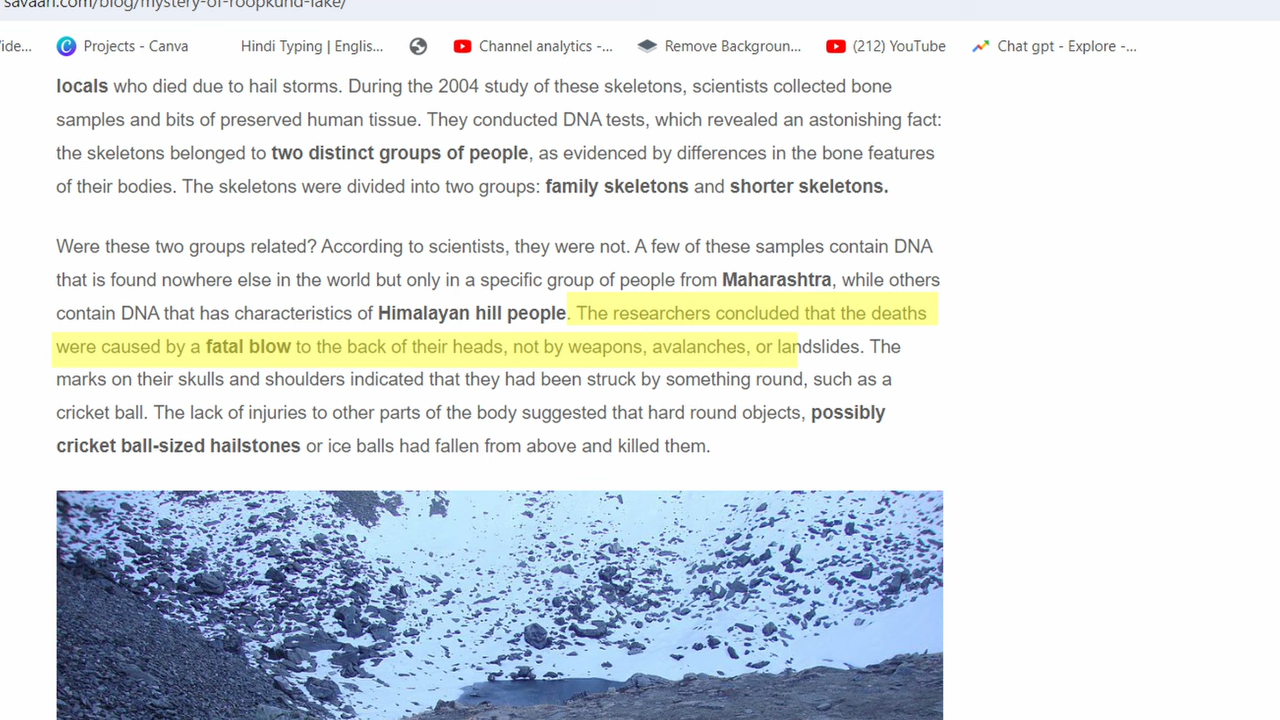 savaari.com/blog/mystery-of-roopkund-lake/
Projects - Canva
Hindi Typing | Englis...
Channel analytics -...
Remove Backgroun...
(212) YouTube
Chat gpt - Explore -...
locals who died due to hail storms. During the 2004 study of these skeletons, scientists collected bone
samples and bits of preserved human tissue. They conducted DNA tests, which revealed an astonishing fact:
the skeletons belonged to two distinct groups of people, as evidenced by differences in the bone features
of their bodies. The skeletons were divided into two groups: family skeletons and shorter skeletons.
Were these two groups related? According to scientists, they were not. A few of these samples contain DNA
that is found nowhere else in the world but only in a specific group of people from Maharashtra, while others
contain DNA that has characteristics of Himalayan hill people. The researchers concluded that the deaths
were caused by a fatal blow to the back of their heads, not by weapons, avalanches, or landslides. The
marks on their skulls and shoulders indicated that they had been struck by something round, such as a
cricket ball. The lack of injuries to other parts of the body suggested that hard round objects, possibly
cricket ball-sized hailstones or ice balls had fallen from above and killed them.